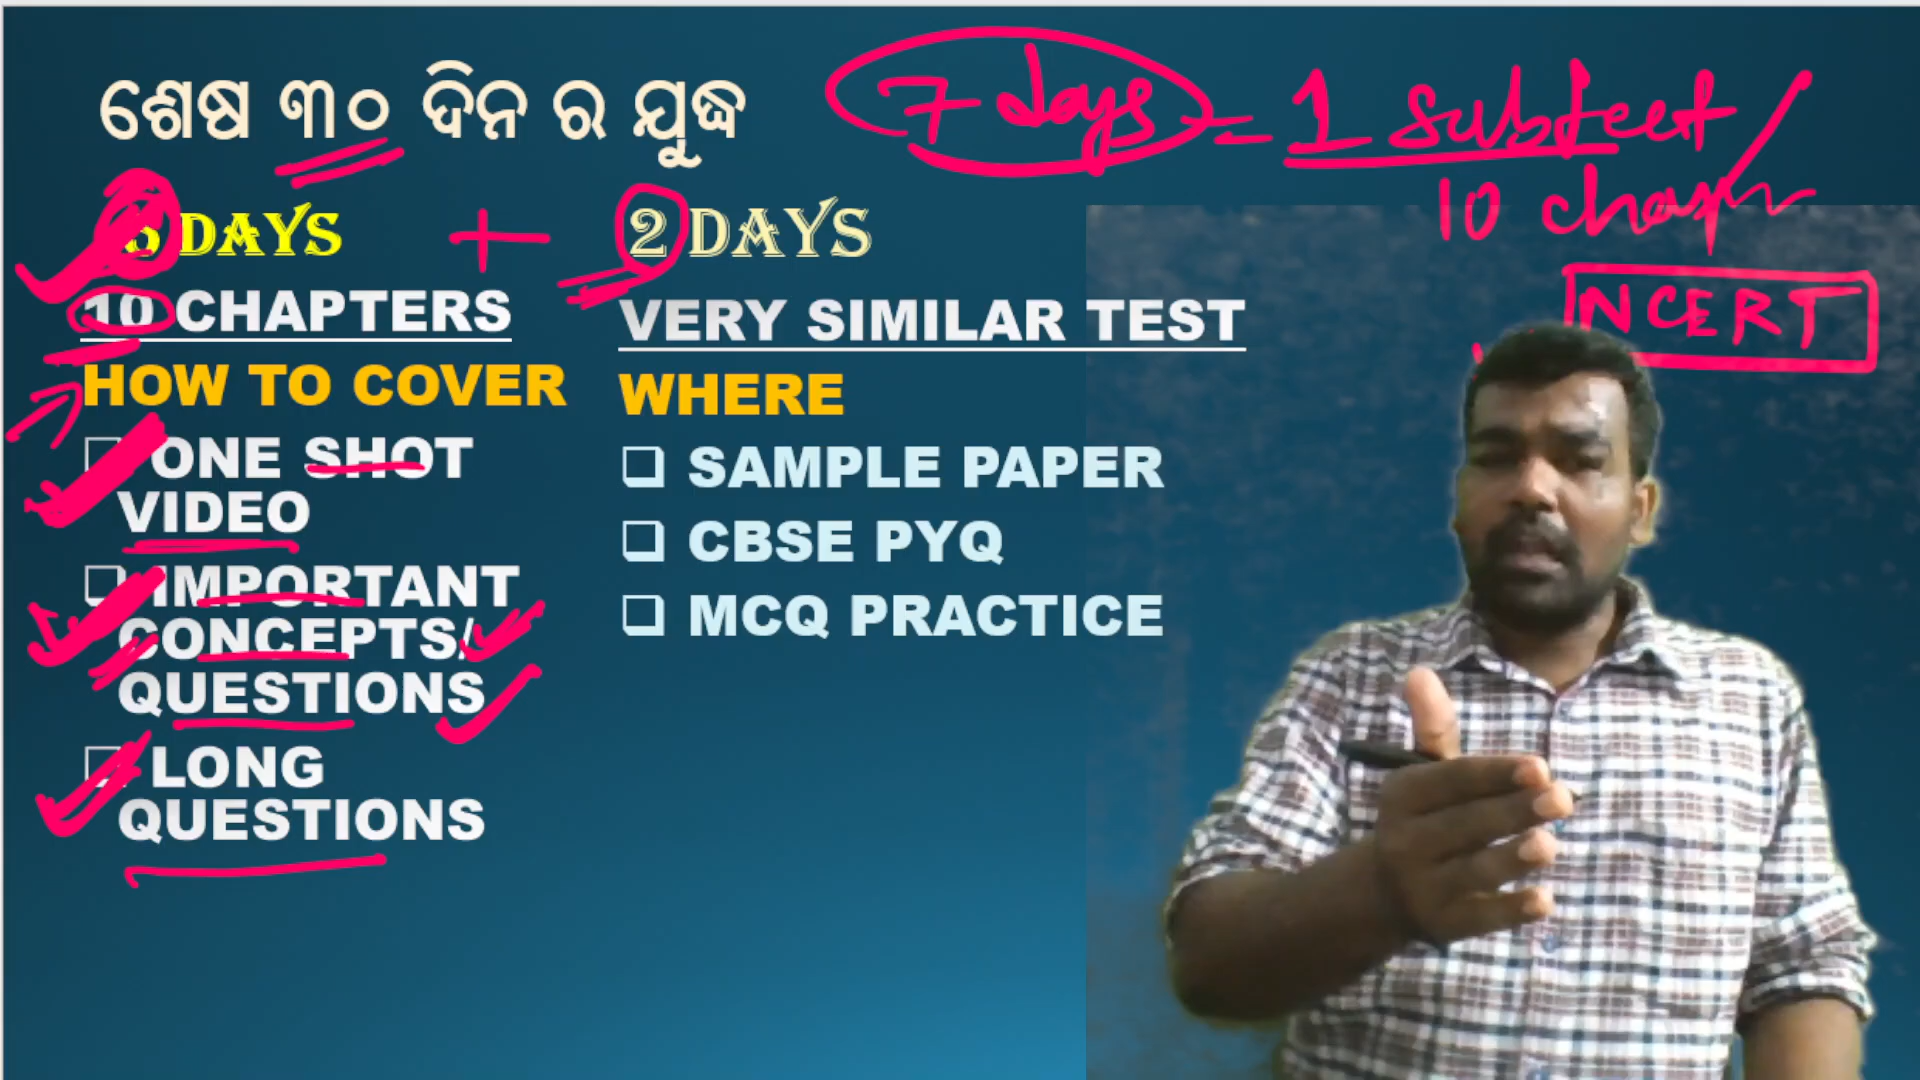 ଶେଷ ୩୦ ଦିନ ର ଯୁଦ୍ଧ
7 days = 1 subject/
10 chap
NCERT
DAYS + 2 DAYS
10 CHAPTERS
HOW TO COVER
ONE SHOT
VIDEO
IMPORTANT
CONCEPTS/
QUESTIONS
LONG
QUESTIONS
VERY SIMILAR TEST
WHERE
SAMPLE PAPER
CBSE PYQ
MCQ PRACTICE